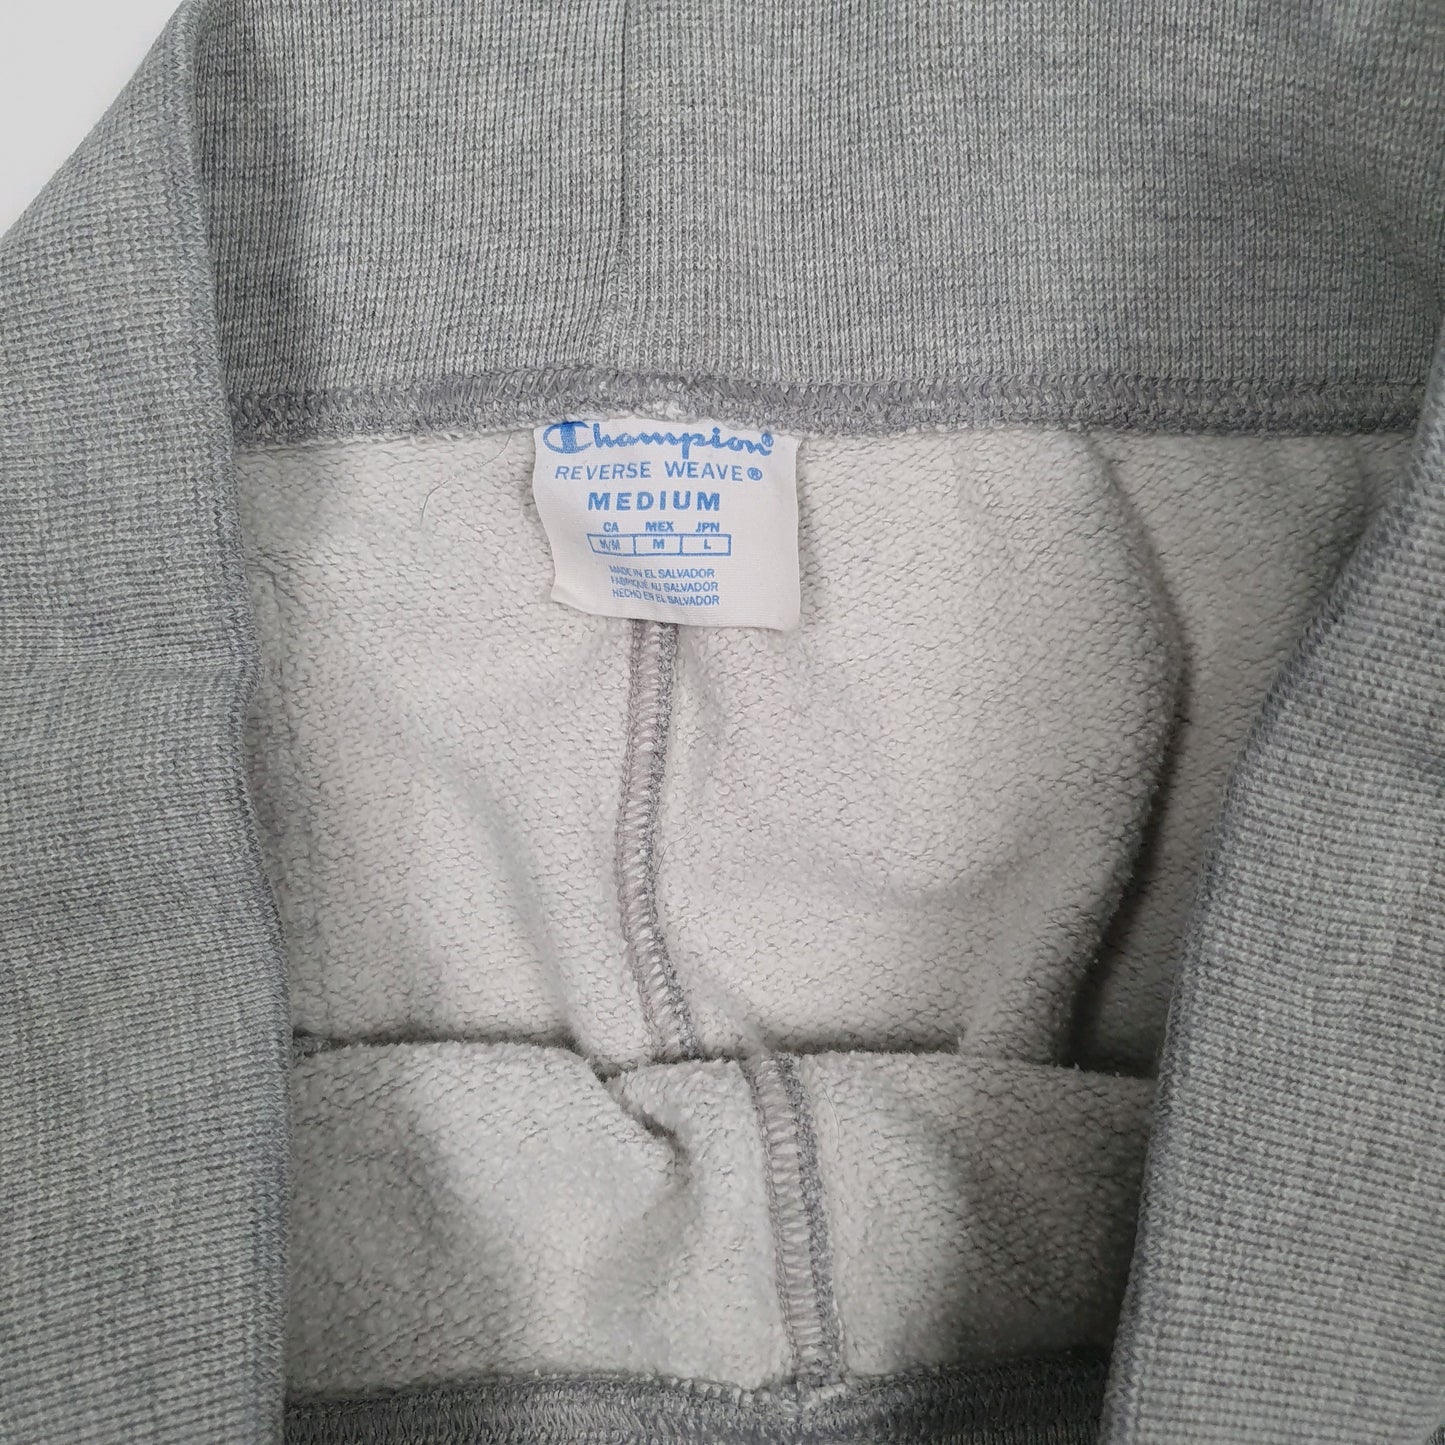 Champion®
REVERSE WEAVE®
MEDIUM
CA MEX JPN
M/M M L
MADE IN EL SALVADOR
FABRIQUÉ AU SALVADOR
HECHO EN EL SALVADOR